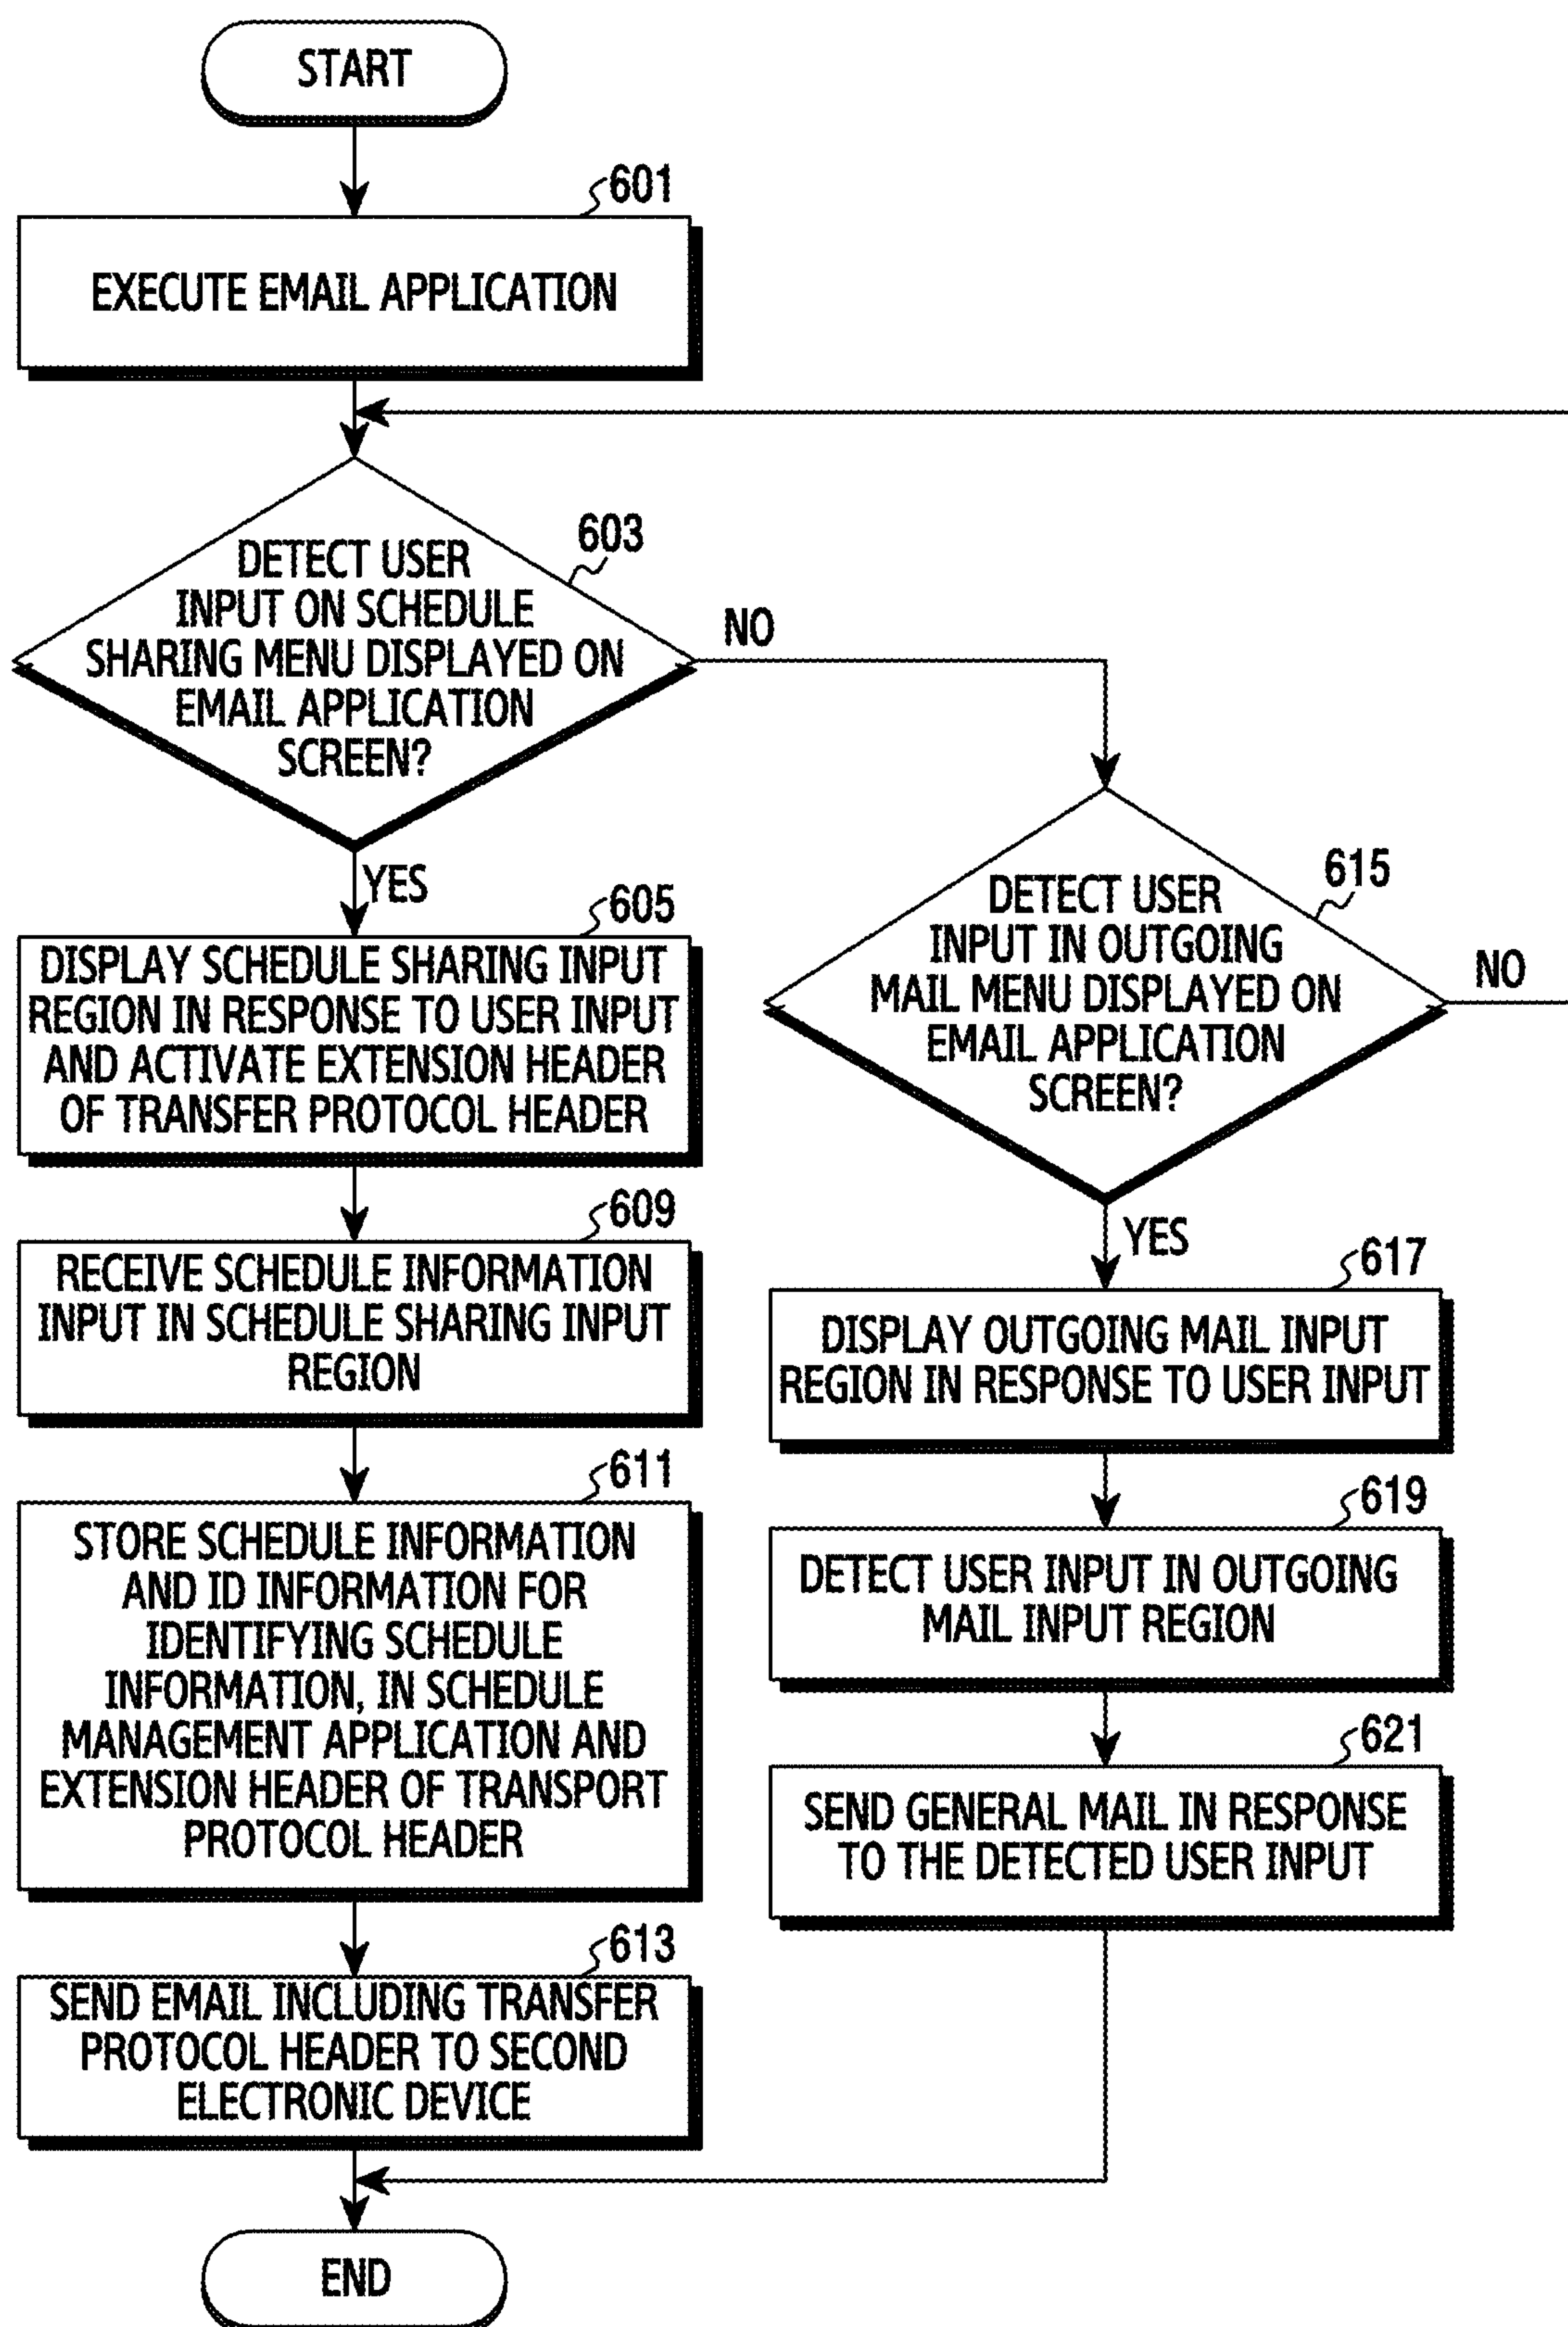 START
601
EXECUTE EMAIL APPLICATION
603
DETECT USER
INPUT ON SCHEDULE
SHARING MENU DISPLAYED ON
EMAIL APPLICATION
SCREEN?
NO
YES
605
DISPLAY SCHEDULE SHARING INPUT
REGION IN RESPONSE TO USER INPUT
AND ACTIVATE EXTENSION HEADER
OF TRANSFER PROTOCOL HEADER
609
RECEIVE SCHEDULE INFORMATION
INPUT IN SCHEDULE SHARING INPUT
REGION
611
STORE SCHEDULE INFORMATION
AND ID INFORMATION FOR
IDENTIFYING SCHEDULE
INFORMATION, IN SCHEDULE
MANAGEMENT APPLICATION AND
EXTENSION HEADER OF TRANSPORT
PROTOCOL HEADER
613
SEND EMAIL INCLUDING TRANSFER
PROTOCOL HEADER TO SECOND
ELECTRONIC DEVICE
615
DETECT USER
INPUT IN OUTGOING
MAIL MENU DISPLAYED ON
EMAIL APPLICATION
SCREEN?
NO
YES
617
DISPLAY OUTGOING MAIL INPUT
REGION IN RESPONSE TO USER INPUT
619
DETECT USER INPUT IN OUTGOING
MAIL INPUT REGION
621
SEND GENERAL MAIL IN RESPONSE
TO THE DETECTED USER INPUT
END